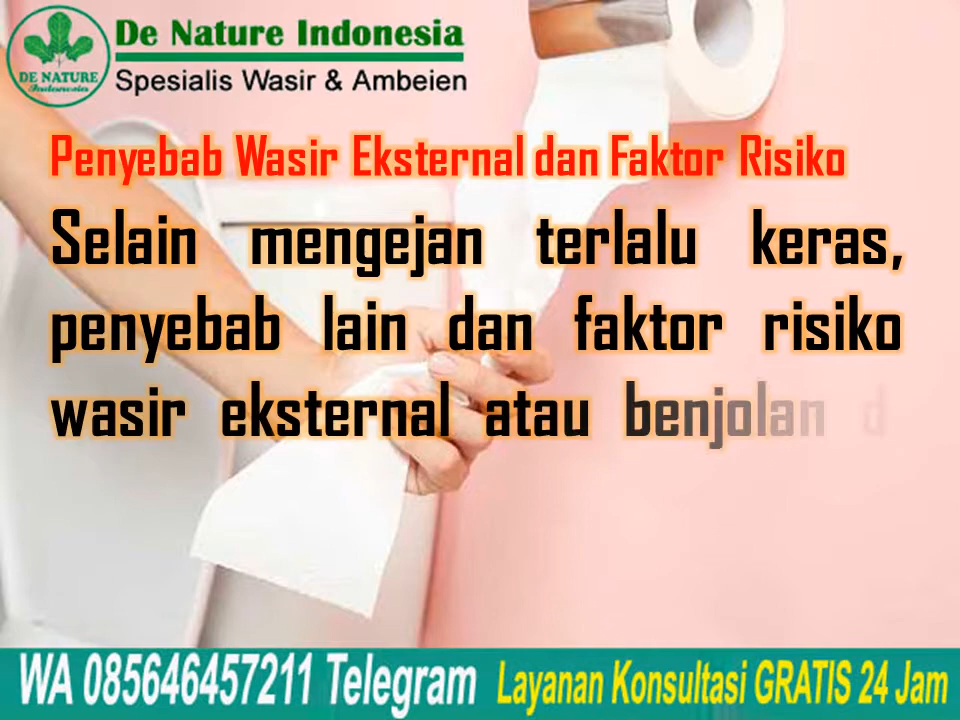 De Nature Indonesia
DE NATURE
Indonesia
Spesialis Wasir & Ambeien
Penyebab Wasir Eksternal dan Faktor Risiko
Selain mengejan terlalu keras,
penyebab lain dan faktor risiko
wasir eksternal atau benjolan d
WA 085646457211 Telegram Layanan Konsultasi GRATIS 24 Jam